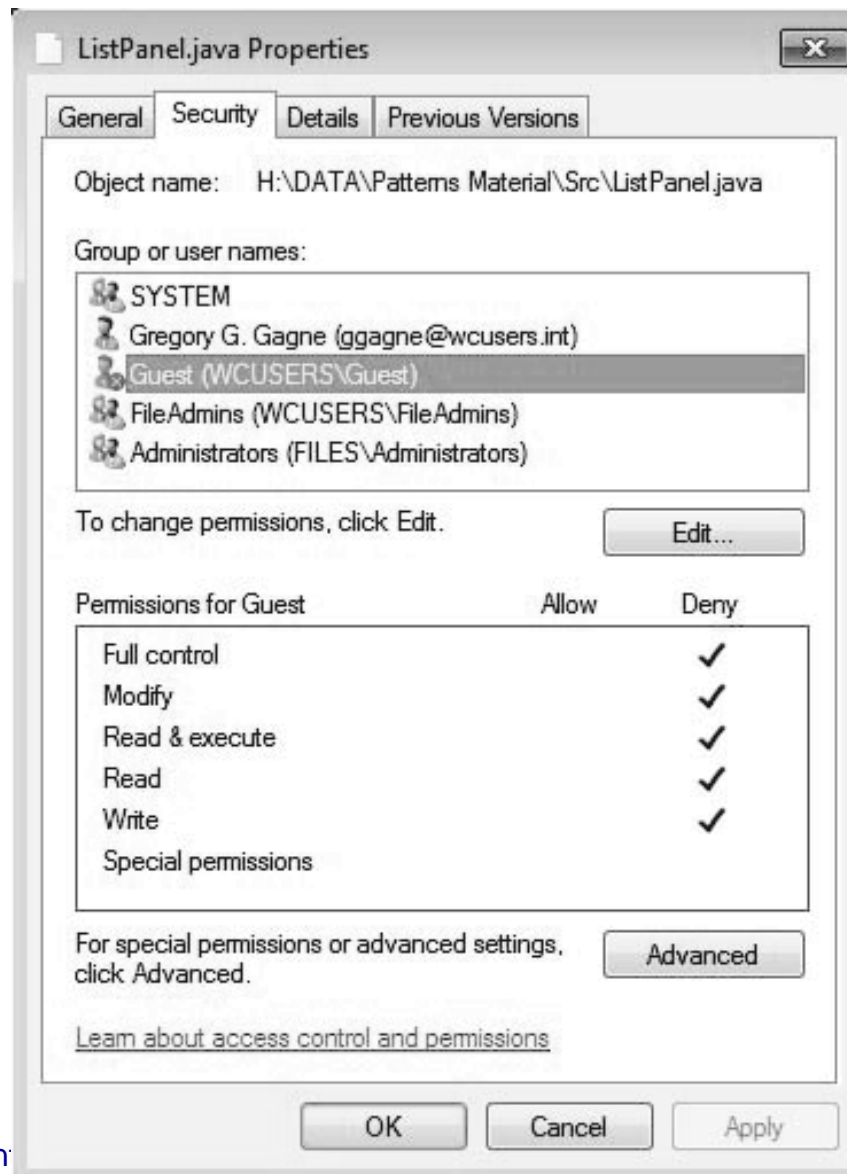 ListPanel.java Properties
General Security Details Previous Versions
Object name: H:\DATA\Patterns Material\Src\ListPanel.java
Group or user names:
SYSTEM
Gregory G. Gagne (ggagne@wcusers.int)
Guest (WCUSERS\Guest)
FileAdmins (WCUSERS\FileAdmins)
Administrators (FILES\Administrators)
To change permissions, click Edit.
Edit...
Permissions for Guest Allow Deny
Full control
Modify
Read & execute
Read
Write
Special permissions
For special permissions or advanced settings,
click Advanced.
Advanced
Learn about access control and permissions
OK Cancel Apply